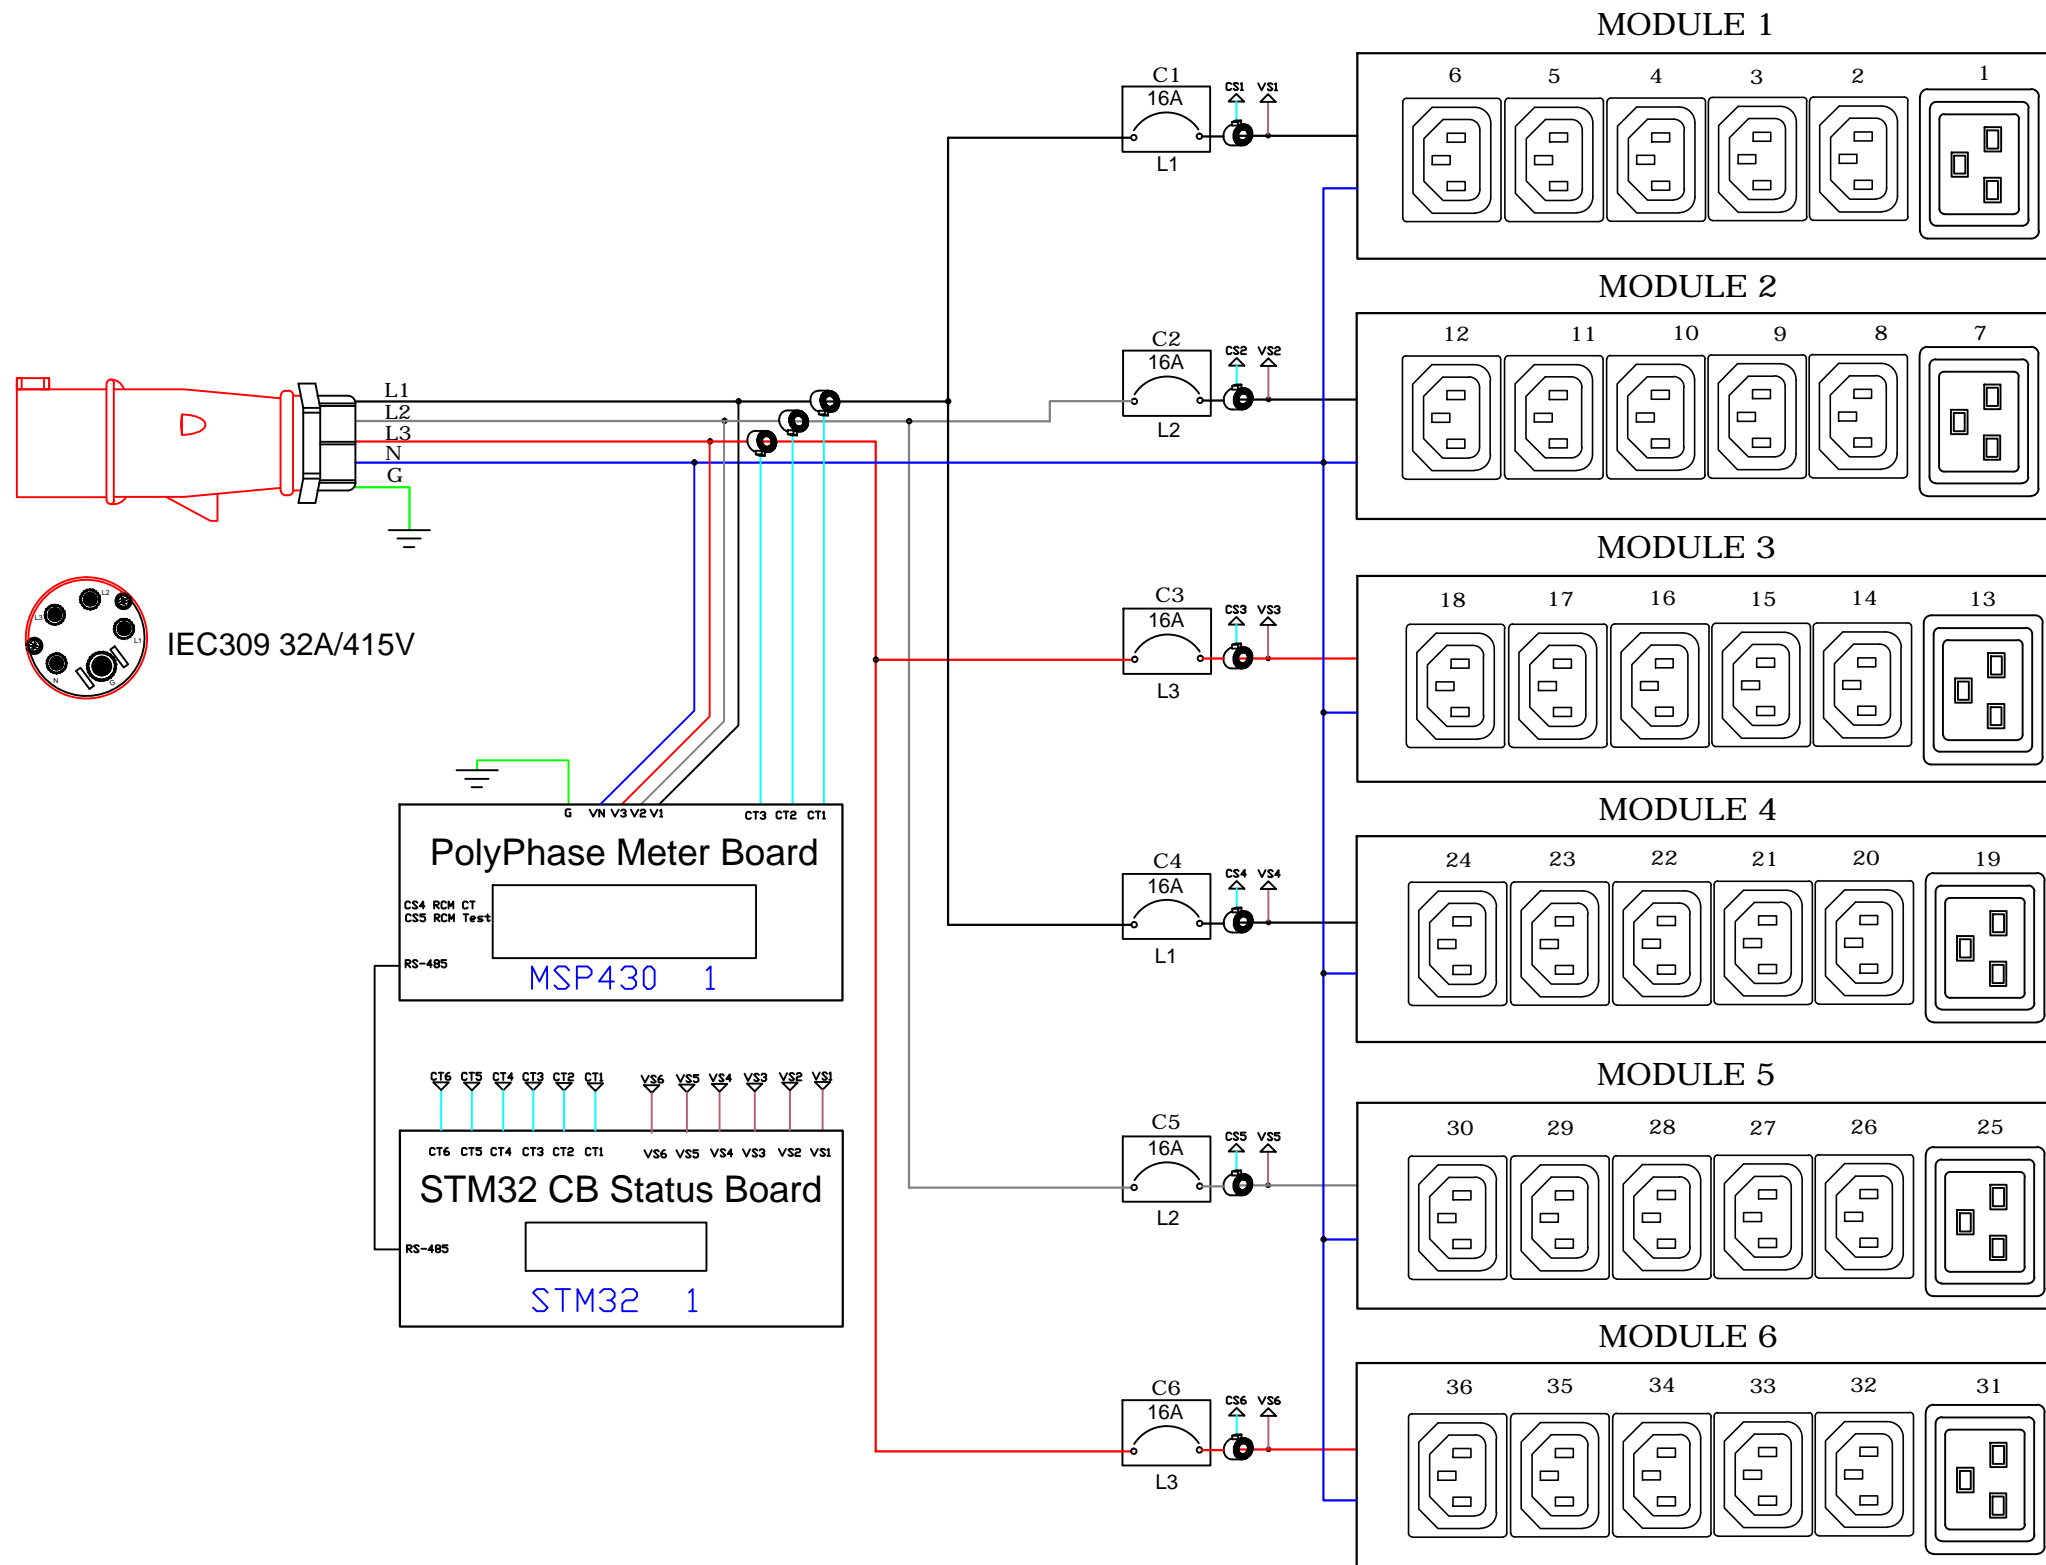 MODULE 1
6 5 4 3 2 1
C1
16A
CS1 VS1
L1
MODULE 2
12 11 10 9 8 7
C2
16A
CS2 VS2
L2
L1
L2
L3
N
G
MODULE 3
18 17 16 15 14 13
C3
16A
CS3 VS3
L3
L2
L3
L1
N
G
IEC309 32A/415V
G VN V3 V2 V1 CT3 CT2 CT1
PolyPhase Meter Board
CS4 RCM CT
CS5 RCM Test
RS-485
MSP430 1
MODULE 4
24 23 22 21 20 19
C4
16A
CS4 VS4
L1
CT6 CT5 CT4 CT3 CT2 CT1 VS6 VS5 VS4 VS3 VS2 VS1
CT6 CT5 CT4 CT3 CT2 CT1 VS6 VS5 VS4 VS3 VS2 VS1
STM32 CB Status Board
RS-485
STM32 1
MODULE 5
30 29 28 27 26 25
C5
16A
CS5 VS5
L2
MODULE 6
36 35 34 33 32 31
C6
16A
CS6 VS6
L3